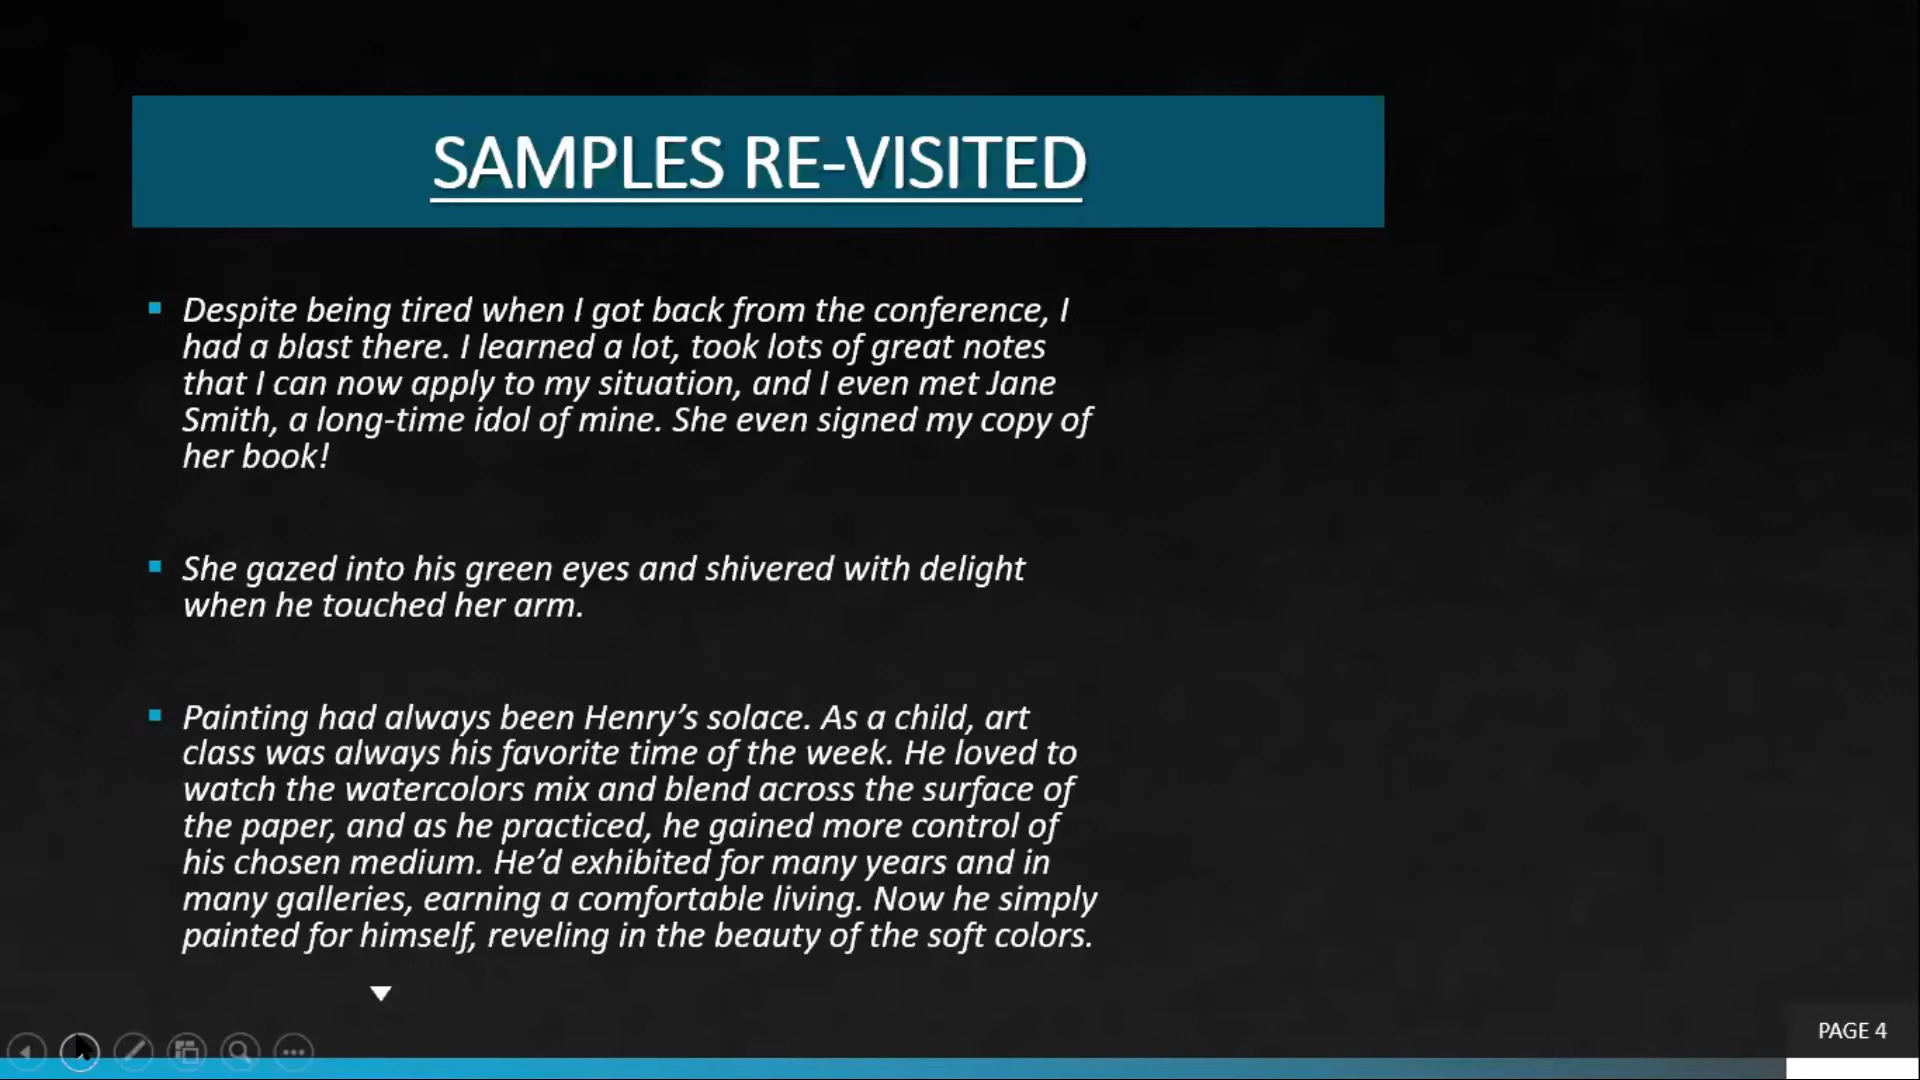 SAMPLES RE-VISITED
Despite being tired when I got back from the conference, I
had a blast there. I learned a lot, took lots of great notes
that I can now apply to my situation, and I even met Jane
Smith, a long-time idol of mine. She even signed my copy of
her book!
She gazed into his green eyes and shivered with delight
when he touched her arm.
Painting had always been Henry’s solace. As a child, art
class was always his favorite time of the week. He loved to
watch the watercolors mix and blend across the surface of
the paper, and as he practiced, he gained more control of
his chosen medium. He’d exhibited for many years and in
many galleries, earning a comfortable living. Now he simply
painted for himself, reveling in the beauty of the soft colors.
PAGE 4